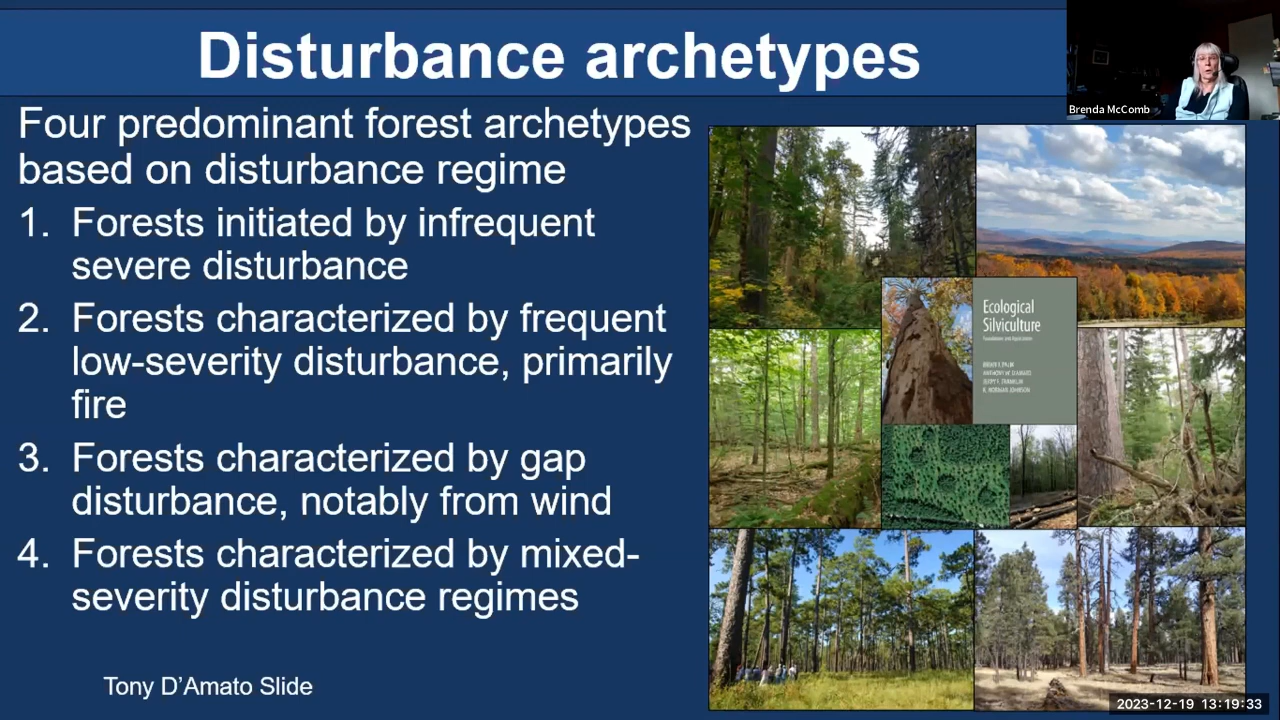 Disturbance archetypes
Brenda McComb
Four predominant forest archetypes
based on disturbance regime
1. Forests initiated by infrequent
severe disturbance
2. Forests characterized by frequent
low-severity disturbance, primarily
fire
3. Forests characterized by gap
disturbance, notably from wind
4. Forests characterized by mixed-
severity disturbance regimes
Tony D'Amato Slide
Ecological
Silviculture
Foundations and Applications
BRIAN J. PALIK
ANTHONY W. D'AMATO
JERRY F. FRANKLIN
K. NORMAN JOHNSON
2023-12-19 13:19:33